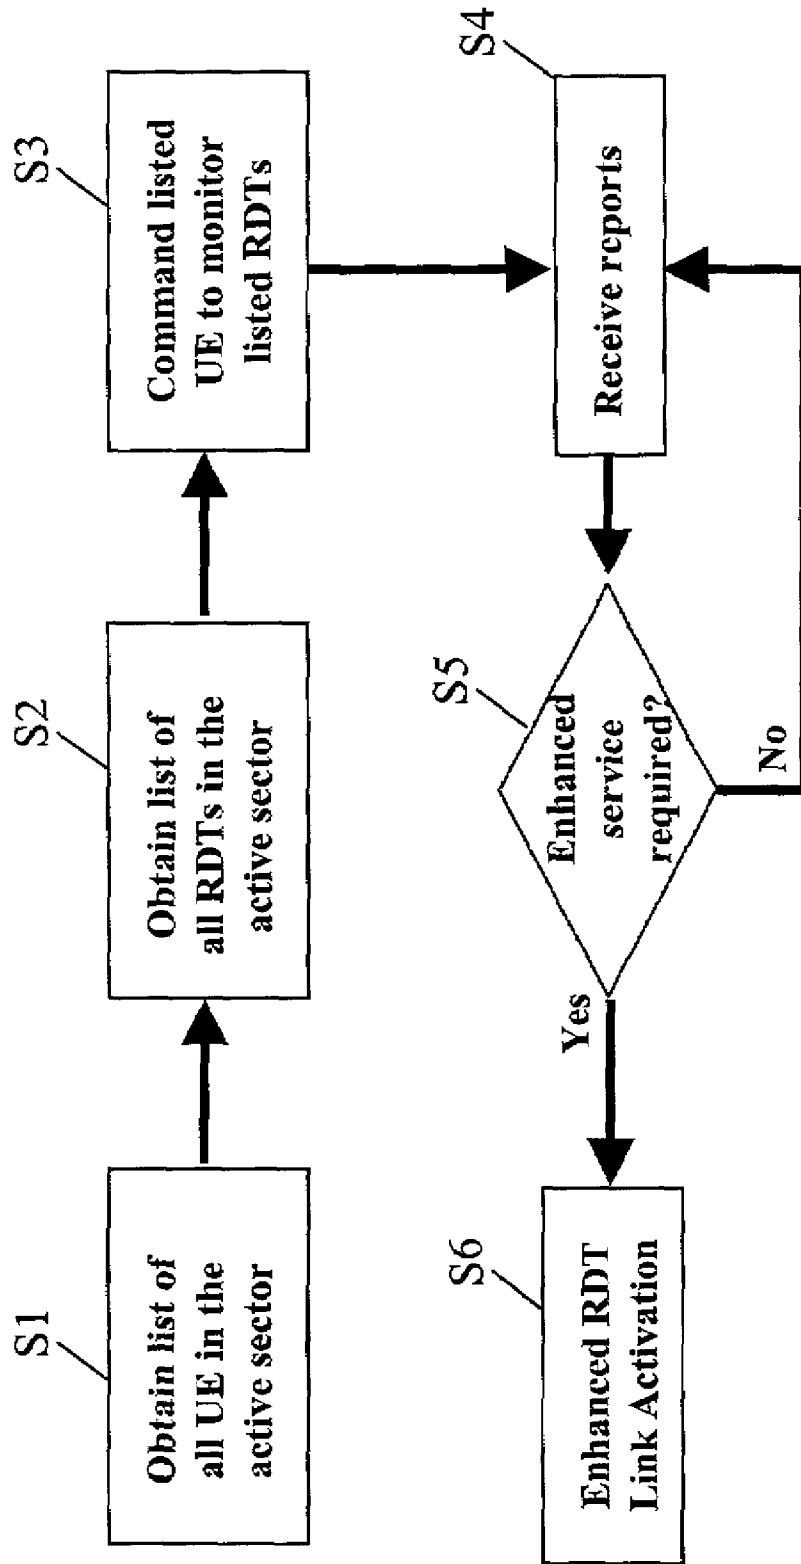 S1
Obtain list of
all UE in the
active sector
S2
Obtain list of
all RDTs in the
active sector
S3
Command listed
UE to monitor
listed RDTs
S4
Receive reports
S5
Enhanced
service
required?
No
Yes
S6
Enhanced RDT
Link Activation